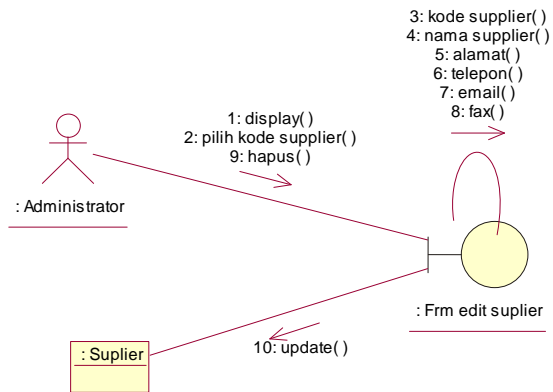 3: kode supplier( )
4: nama supplier( )
5: alamat( )
6: telepon( )
7: email( )
8: fax( )
1: display( )
2: pilih kode supplier( )
9: hapus( )
: Administrator
: Frm edit suplier
: Suplier
10: update( )